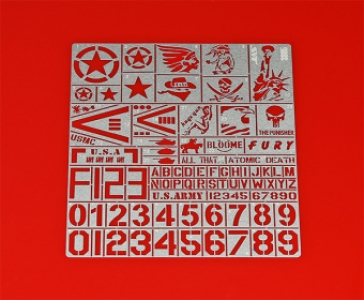 THE PUNISHER
USMC
BLOOME FURY
U.S.A
ALL THAT... ATOMIC DEATH
F123
ABCDEFGHIJKLM
NOPQRSTUVWXYZ
U.S.ARMY 1234567890
0123456789
0123456789